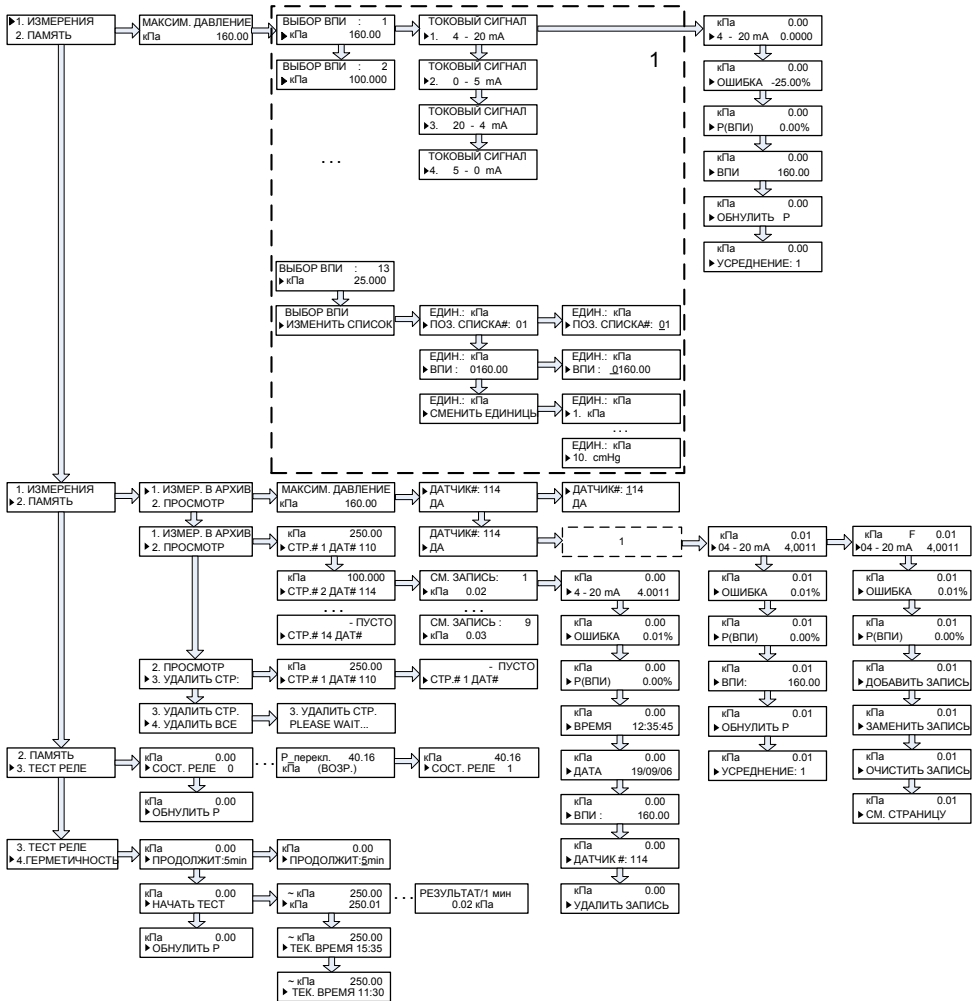 ▶1. ИЗМЕРЕНИЯ
2. ПАМЯТЬ
МАКСИМ. ДАВЛЕНИЕ
кПа 160.00
ВЫБОР ВПИ : 1
▶кПа 160.00
ТОКОВЫЙ СИГНАЛ
▶1. 4 - 20 mA
1
кПа 0.00
▶4 - 20 mA 0.0000
ВЫБОР ВПИ : 2
▶кПа 100.000
ТОКОВЫЙ СИГНАЛ
▶2. 0 - 5 mA
кПа 0.00
▶ОШИБКА -25.00%
ТОКОВЫЙ СИГНАЛ
▶3. 20 - 4 mA
кПа 0.00
▶Р(ВПИ) 0.00%
. . .
ТОКОВЫЙ СИГНАЛ
▶4. 5 - 0 mA
кПа 0.00
▶ВПИ 160.00
кПа 0.00
▶ОБНУЛИТЬ Р
кПа 0.00
▶УСРЕДНЕНИЕ: 1
ВЫБОР ВПИ : 13
▶кПа 25.000
ВЫБОР ВПИ
▶ИЗМЕНИТЬ СПИСОК
ЕДИН.: кПа
▶ПОЗ. СПИСКА#: 01
ЕДИН.: кПа
▶ПОЗ. СПИСКА#: 01
ЕДИН.: кПа
▶ВПИ : 0160.00
ЕДИН.: кПа
▶ВПИ : 0160.00
ЕДИН.: кПа
▶СМЕНИТЬ ЕДИНИЦЬ
ЕДИН.: кПа
▶1. кПа
. . .
ЕДИН.: кПа
▶10. cmHg
1. ИЗМЕРЕНИЯ
▶2. ПАМЯТЬ
▶1. ИЗМЕР. В АРХИВ
2. ПРОСМОТР
МАКСИМ. ДАВЛЕНИЕ
кПа 160.00
▶ДАТЧИК#: 114
ДА
▶ДАТЧИК#: 114
ДА
1. ИЗМЕР. В АРХИВ
▶2. ПРОСМОТР
кПа 250.00
▶СТР.# 1 ДАТ# 110
ДАТЧИК#: 114
▶ДА
1
кПа 0.01
▶04 - 20 mA 4,0011
кПа F 0.01
▶04 - 20 mA 4,0011
кПа 100.000
▶СТР.# 2 ДАТ# 114
СМ. ЗАПИСЬ: 1
▶кПа 0.02
кПа 0.00
▶4 - 20 mA 4.0011
кПа 0.01
▶ОШИБКА 0.01%
кПа 0.01
▶ОШИБКА 0.01%
. . .
. . .
- ПУСТО
▶СТР.# 14 ДАТ#
СМ. ЗАПИСЬ : 9
▶кПа 0.03
кПа 0.00
▶ОШИБКА 0.01%
кПа 0.01
▶Р(ВПИ) 0.00%
кПа 0.01
▶Р(ВПИ) 0.00%
2. ПРОСМОТР
▶3. УДАЛИТЬ СТР:
кПа 250.00
▶СТР.# 1 ДАТ# 110
- ПУСТО
▶СТР.# 1 ДАТ#
кПа 0.00
▶Р(ВПИ) 0.00%
кПа 0.01
▶ВПИ: 160.00
кПа 0.01
▶ДОБАВИТЬ ЗАПИСЬ
3. УДАЛИТЬ СТР.
▶4. УДАЛИТЬ ВСЕ
3. УДАЛИТЬ СТР.
PLEASE WAIT...
кПа 0.00
▶ВРЕМЯ 12:35:45
кПа 0.01
▶ОБНУЛИТЬ Р
кПа 0.01
▶ЗАМЕНИТЬ ЗАПИСЬ
2. ПАМЯТЬ
▶3. ТЕСТ РЕЛЕ
кПа 0.00
▶СОСТ. РЕЛЕ 0
. . .
Р_перекл. 40.16
кПа (ВОЗР.)
кПа 40.16
▶СОСТ. РЕЛЕ 1
кПа 0.00
▶ДАТА 19/09/06
кПа 0.01
▶УСРЕДНЕНИЕ: 1
кПа 0.01
▶ОЧИСТИТЬ ЗАПИСЬ
кПа 0.00
▶ОБНУЛИТЬ Р
кПа 0.00
▶ВПИ : 160.00
кПа 0.01
▶СМ. СТРАНИЦУ
3. ТЕСТ РЕЛЕ
▶4.ГЕРМЕТИЧНОСТЬ
кПа 0.00
▶ПРОДОЛЖИТ:5min
кПа 0.00
▶ПРОДОЛЖИТ:5min
кПа 0.00
▶ДАТЧИК #: 114
кПа 0.00
▶НАЧАТЬ ТЕСТ
~ кПа 250.00
▶кПа 250.01
. . .
РЕЗУЛЬТАТ/1 мин
0.02 кПа
кПа 0.00
▶УДАЛИТЬ ЗАПИСЬ
кПа 0.00
▶ОБНУЛИТЬ Р
~ кПа 250.00
▶ТЕК. ВРЕМЯ 15:35
~ кПа 250.00
▶ТЕК. ВРЕМЯ 11:30